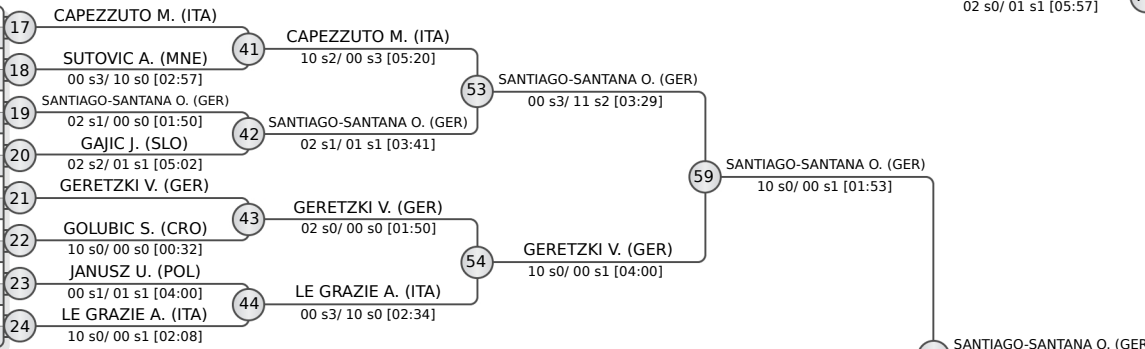 02 s0/ 01 s1 [05:57]
17
CAPEZZUTO M. (ITA)
41
CAPEZZUTO M. (ITA)
10 s2/ 00 s3 [05:20]
18
SUTOVIC A. (MNE)
00 s3/ 10 s0 [02:57]
53
SANTIAGO-SANTANA O. (GER)
00 s3/ 11 s2 [03:29]
19
SANTIAGO-SANTANA O. (GER)
02 s1/ 00 s0 [01:50]
42
SANTIAGO-SANTANA O. (GER)
02 s1/ 01 s1 [03:41]
20
GAJIC J. (SLO)
02 s2/ 01 s1 [05:02]
59
SANTIAGO-SANTANA O. (GER)
10 s0/ 00 s1 [01:53]
21
GERETZKI V. (GER)
43
GERETZKI V. (GER)
02 s0/ 00 s0 [01:50]
22
GOLUBIC S. (CRO)
10 s0/ 00 s0 [00:32]
54
GERETZKI V. (GER)
10 s0/ 00 s1 [04:00]
23
JANUSZ U. (POL)
00 s1/ 01 s1 [04:00]
44
LE GRAZIE A. (ITA)
00 s3/ 10 s0 [02:34]
24
LE GRAZIE A. (ITA)
10 s0/ 00 s1 [02:08]
SANTIAGO-SANTANA O. (GER